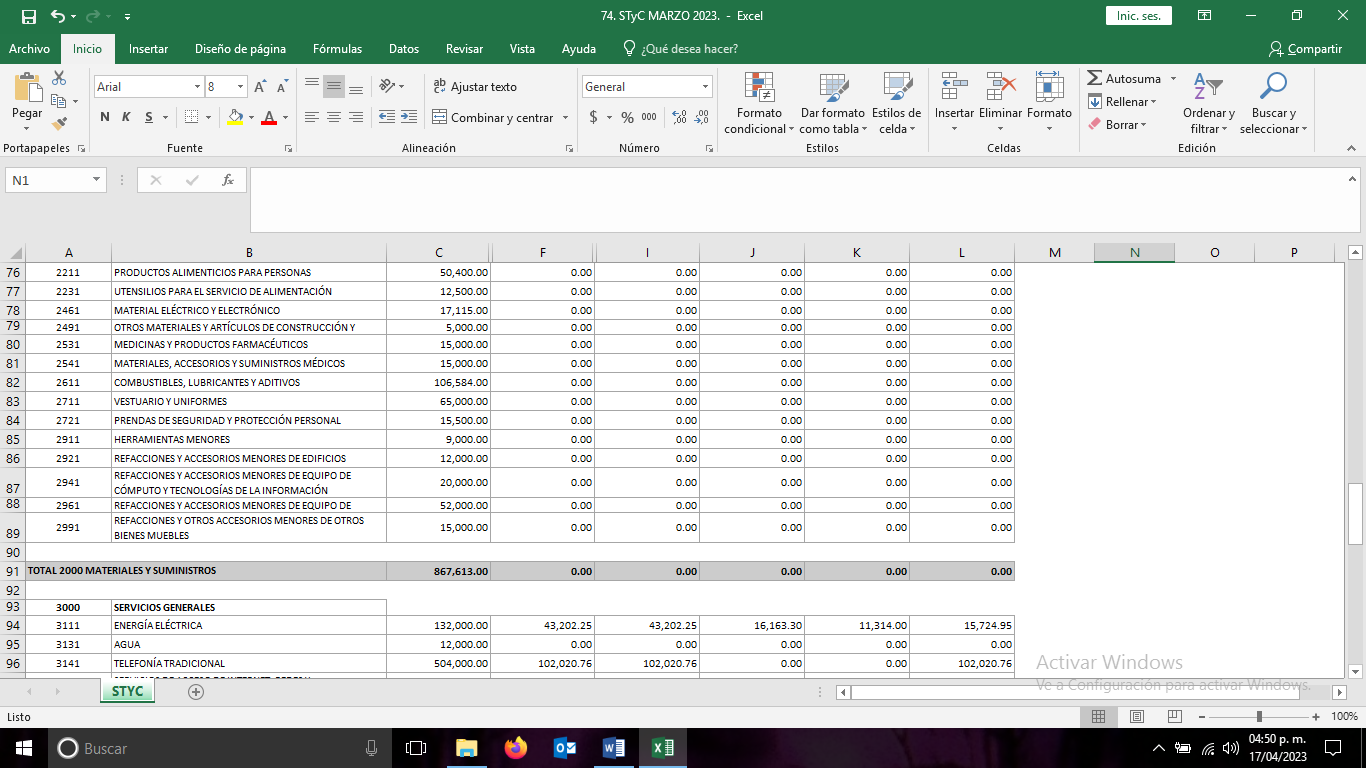 74. STyC MARZO 2023. - Excel
Inic. ses.
Archivo Inicio Insertar Diseño de página Fórmulas Datos Revisar Vista Ayuda ¿Qué desea hacer? Compartir
Pegar
Arial 8
N K S
ab Ajustar texto
Combinar y centrar
General
$ % 000
Formato condicional
Dar formato como tabla
Estilos de celda
Insertar Eliminar Formato
Autosuma
Rellenar
Borrar
Ordenar y filtrar
Buscar y seleccionar
Portapapeles Fuente Alineación Número Estilos Celdas Edición
N1 fx
A B C F I J K L M N O P
76 2211 PRODUCTOS ALIMENTICIOS PARA PERSONAS 50,400.00 0.00 0.00 0.00 0.00 0.00
77 2231 UTENSILIOS PARA EL SERVICIO DE ALIMENTACIÓN 12,500.00 0.00 0.00 0.00 0.00 0.00
78 2461 MATERIAL ELÉCTRICO Y ELECTRÓNICO 17,115.00 0.00 0.00 0.00 0.00 0.00
79 2491 OTROS MATERIALES Y ARTÍCULOS DE CONSTRUCCIÓN Y 5,000.00 0.00 0.00 0.00 0.00 0.00
80 2531 MEDICINAS Y PRODUCTOS FARMACÉUTICOS 15,000.00 0.00 0.00 0.00 0.00 0.00
81 2541 MATERIALES, ACCESORIOS Y SUMINISTROS MÉDICOS 15,000.00 0.00 0.00 0.00 0.00 0.00
82 2611 COMBUSTIBLES, LUBRICANTES Y ADITIVOS 106,584.00 0.00 0.00 0.00 0.00 0.00
83 2711 VESTUARIO Y UNIFORMES 65,000.00 0.00 0.00 0.00 0.00 0.00
84 2721 PRENDAS DE SEGURIDAD Y PROTECCIÓN PERSONAL 15,500.00 0.00 0.00 0.00 0.00 0.00
85 2911 HERRAMIENTAS MENORES 9,000.00 0.00 0.00 0.00 0.00 0.00
86 2921 REFACCIONES Y ACCESORIOS MENORES DE EDIFICIOS 12,000.00 0.00 0.00 0.00 0.00 0.00
87 2941 REFACCIONES Y ACCESORIOS MENORES DE EQUIPO DE
CÓMPUTO Y TECNOLOGÍAS DE LA INFORMACIÓN 20,000.00 0.00 0.00 0.00 0.00 0.00
88 2961 REFACCIONES Y ACCESORIOS MENORES DE EQUIPO DE 52,000.00 0.00 0.00 0.00 0.00 0.00
89 2991 REFACCIONES Y OTROS ACCESORIOS MENORES DE OTROS
BIENES MUEBLES 15,000.00 0.00 0.00 0.00 0.00 0.00
90
91 TOTAL 2000 MATERIALES Y SUMINISTROS 867,613.00 0.00 0.00 0.00 0.00 0.00
92
93 3000 SERVICIOS GENERALES
94 3111 ENERGÍA ELÉCTRICA 132,000.00 43,202.25 43,202.25 16,163.30 11,314.00 15,724.95
95 3131 AGUA 12,000.00 0.00 0.00 0.00 0.00 0.00
96 3141 TELEFONÍA TRADICIONAL 504,000.00 102,020.76 102,020.76 0.00 0.00 102,020.76
Activar Windows
Ve a Configuración para activar Windows.
STYC
Listo 100%
Buscar
04:50 p. m.
17/04/2023